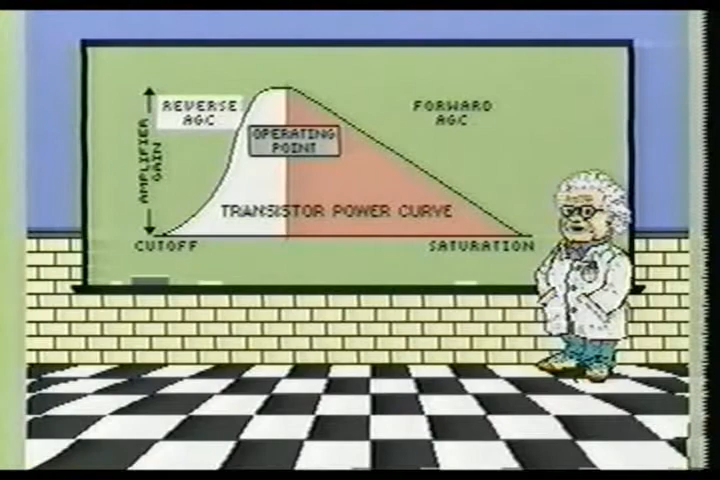 REVERSE
AGC
FORWARD
AGC
AMPLIFIER
GAIN
OPERATING
POINT
TRANSISTOR POWER CURVE
CUTOFF
SATURATION